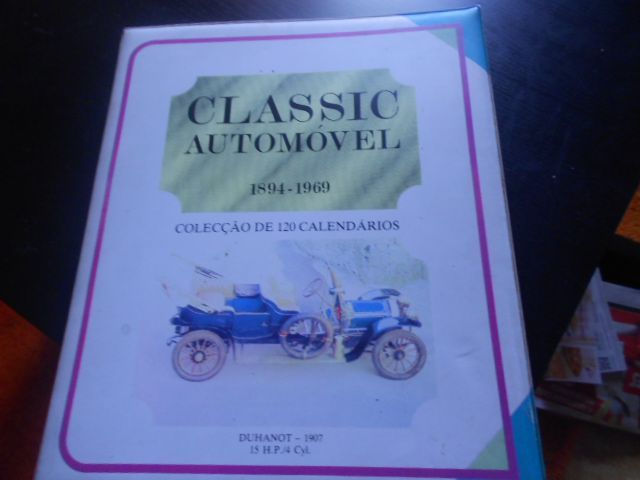 CLASSIC
AUTOMÓVEL
1894-1969
COLECÇÃO DE 120 CALENDÁRIOS
DUHANOT - 1907
15 H.P./4 Cyl.